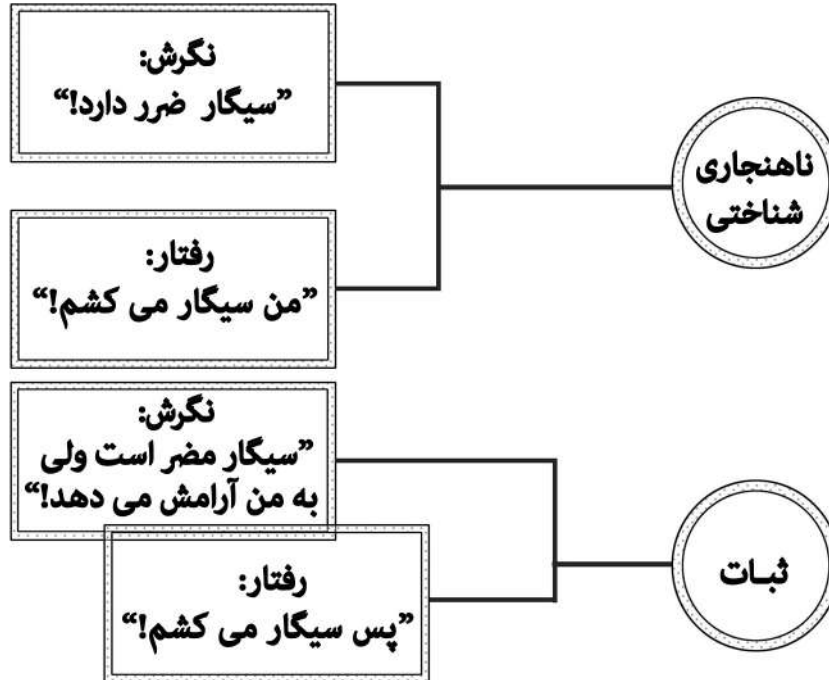 نگرش:
”سیگار ضرر دارد!“
ناهنجاری
شناختی
رفتار:
”من سیگار می کشم!“
نگرش:
”سیگار مضر است ولی
به من آرامش می دهد!“
ثبـات
رفتار:
”پس سیگار می کشم!“